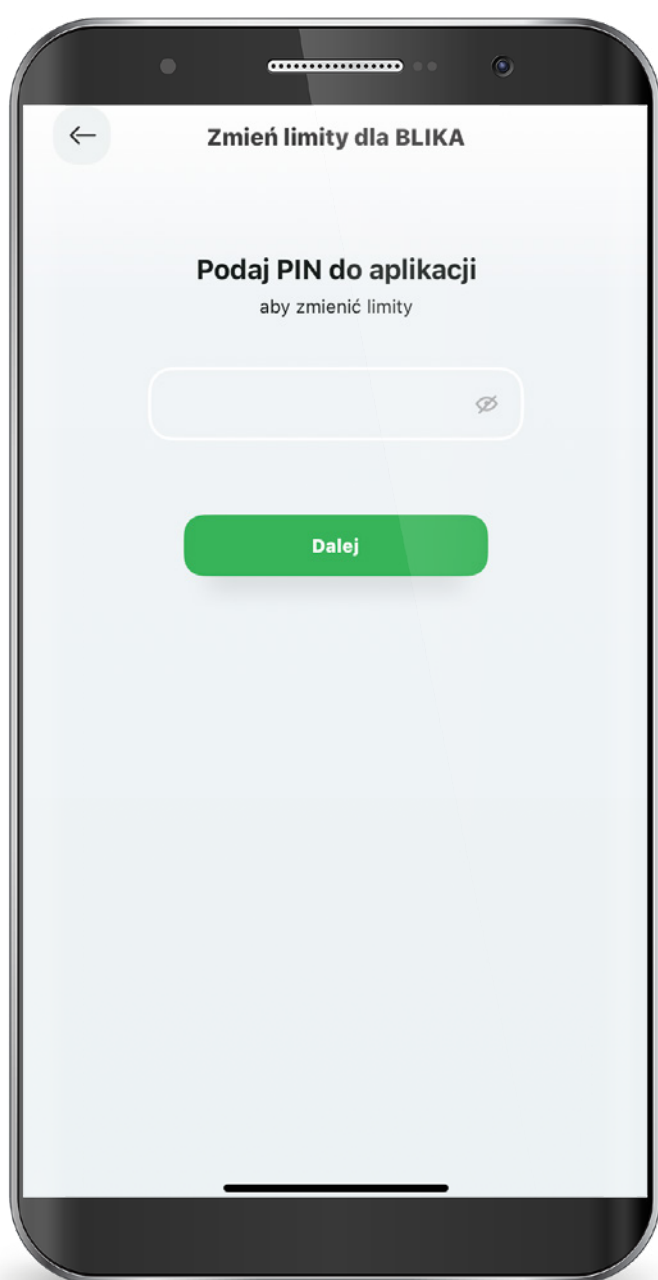 Zmień limity dla BLIKA
Podaj PIN do aplikacji
aby zmienić limity
Dalej